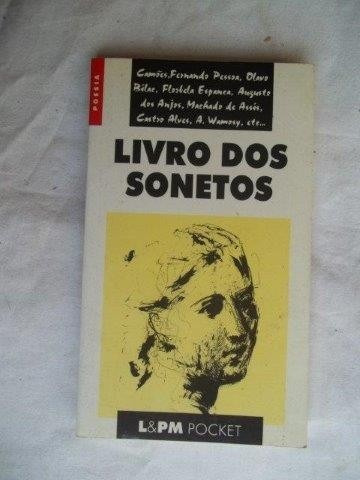 POESIA
Camões, Fernando Pessoa, Olavo
Bilac, Florbela Espanca, Augusto
dos Anjos, Machado de Assis,
Castro Alves, A. Wamosy, etc...
LIVRO DOS
SONETOS
L&PM POCKET